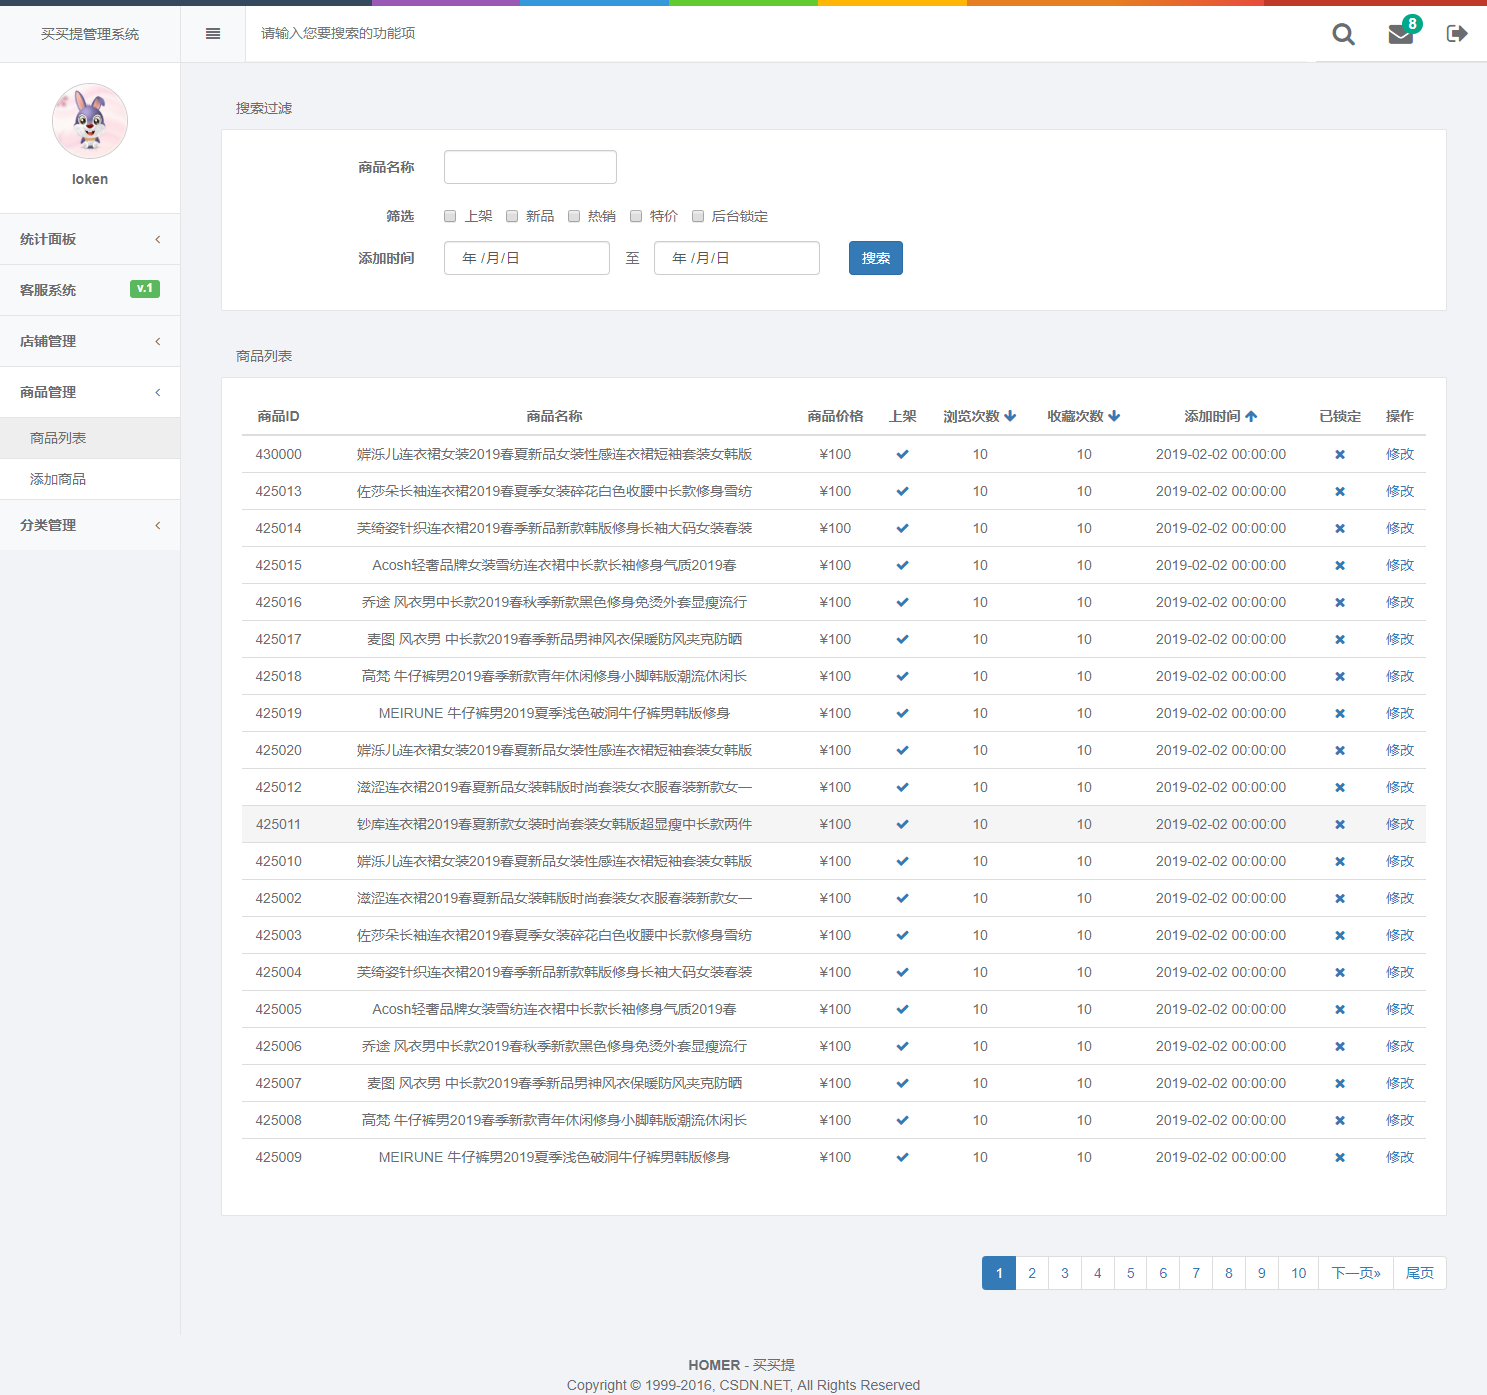 买买提管理系统
请输入您要搜索的功能项
8
loken
统计面板
客服系统 v.1
店铺管理
商品管理
商品列表
添加商品
分类管理
搜索过滤
商品名称
筛选 上架 新品 热销 特价 后台锁定
添加时间 年 /月/日 至 年 /月/日 搜索
商品列表
商品ID 商品名称 商品价格 上架 浏览次数 收藏次数 添加时间 已锁定 操作
430000 娓泺儿连衣裙女装2019春夏新品女装性感连衣裙短袖套装女韩版 ¥100 10 10 2019-02-02 00:00:00 修改
425013 佐莎朵长袖连衣裙2019春夏季女装碎花白色收腰中长款修身雪纺 ¥100 10 10 2019-02-02 00:00:00 修改
425014 芙绮姿针织连衣裙2019春季新品新款韩版修身长袖大码女装春装 ¥100 10 10 2019-02-02 00:00:00 修改
425015 Acosh轻奢品牌女装雪纺连衣裙中长款长袖修身气质2019春 ¥100 10 10 2019-02-02 00:00:00 修改
425016 乔途 风衣男中长款2019春秋季新款黑色修身免烫外套显瘦流行 ¥100 10 10 2019-02-02 00:00:00 修改
425017 麦图 风衣男 中长款2019春季新品男神风衣保暖防风夹克防晒 ¥100 10 10 2019-02-02 00:00:00 修改
425018 高梵 牛仔裤男2019春季新款青年休闲修身小脚韩版潮流休闲长 ¥100 10 10 2019-02-02 00:00:00 修改
425019 MEIRUNE 牛仔裤男2019夏季浅色破洞牛仔裤男韩版修身 ¥100 10 10 2019-02-02 00:00:00 修改
425020 泺儿连衣裙女装2019春夏新品女装性感连衣裙短袖套装女韩版 ¥100 10 10 2019-02-02 00:00:00 修改
425012 滋涩连衣裙2019春夏新品女装韩版时尚套装女衣服春装新款女一 ¥100 10 10 2019-02-02 00:00:00 修改
425011 钞库连衣裙2019春夏新款女装时尚套装女韩版超显瘦中长款两件 ¥100 10 10 2019-02-02 00:00:00 修改
425010 泺儿连衣裙女装2019春夏新品女装性感连衣裙短袖套装女韩版 ¥100 10 10 2019-02-02 00:00:00 修改
425002 滋涩连衣裙2019春夏新品女装韩版时尚套装女衣服春装新款女一 ¥100 10 10 2019-02-02 00:00:00 修改
425003 佐莎朵长袖连衣裙2019春夏季女装碎花白色收腰中长款修身雪纺 ¥100 10 10 2019-02-02 00:00:00 修改
425004 芙绮姿针织连衣裙2019春季新品新款韩版修身长袖大码女装春装 ¥100 10 10 2019-02-02 00:00:00 修改
425005 Acosh轻奢品牌女装雪纺连衣裙中长款长袖修身气质2019春 ¥100 10 10 2019-02-02 00:00:00 修改
425006 乔途 风衣男中长款2019春秋季新款黑色修身免烫外套显瘦流行 ¥100 10 10 2019-02-02 00:00:00 修改
425007 麦图 风衣男 中长款2019春季新品男神风衣保暖防风夹克防晒 ¥100 10 10 2019-02-02 00:00:00 修改
425008 高梵 牛仔裤男2019春季新款青年休闲修身小脚韩版潮流休闲长 ¥100 10 10 2019-02-02 00:00:00 修改
425009 MEIRUNE 牛仔裤男2019夏季浅色破洞牛仔裤男韩版修身 ¥100 10 10 2019-02-02 00:00:00 修改
1 2 3 4 5 6 7 8 9 10 下一页» 尾页
HOMER - 买买提
Copyright © 1999-2016, CSDN.NET, All Rights Reserved